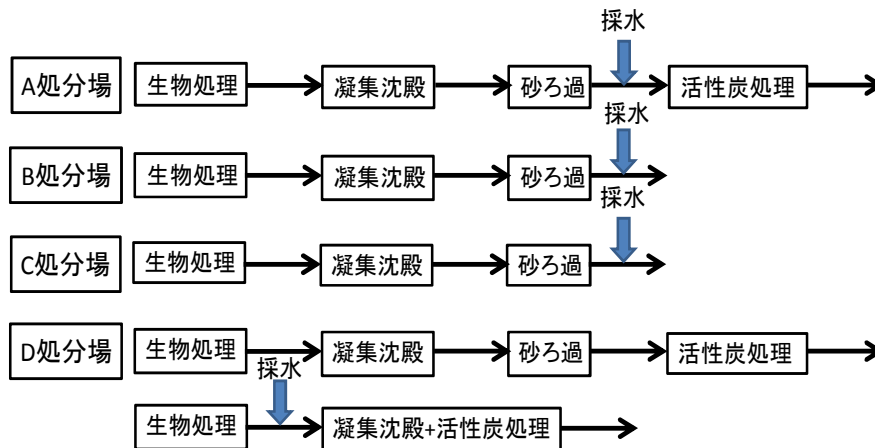 採水
A処分場 生物処理 凝集沈殿 砂ろ過 活性炭処理
採水
B処分場 生物処理 凝集沈殿 砂ろ過
採水
C処分場 生物処理 凝集沈殿 砂ろ過
D処分場 生物処理 凝集沈殿 砂ろ過 活性炭処理
採水
生物処理 凝集沈殿+活性炭処理